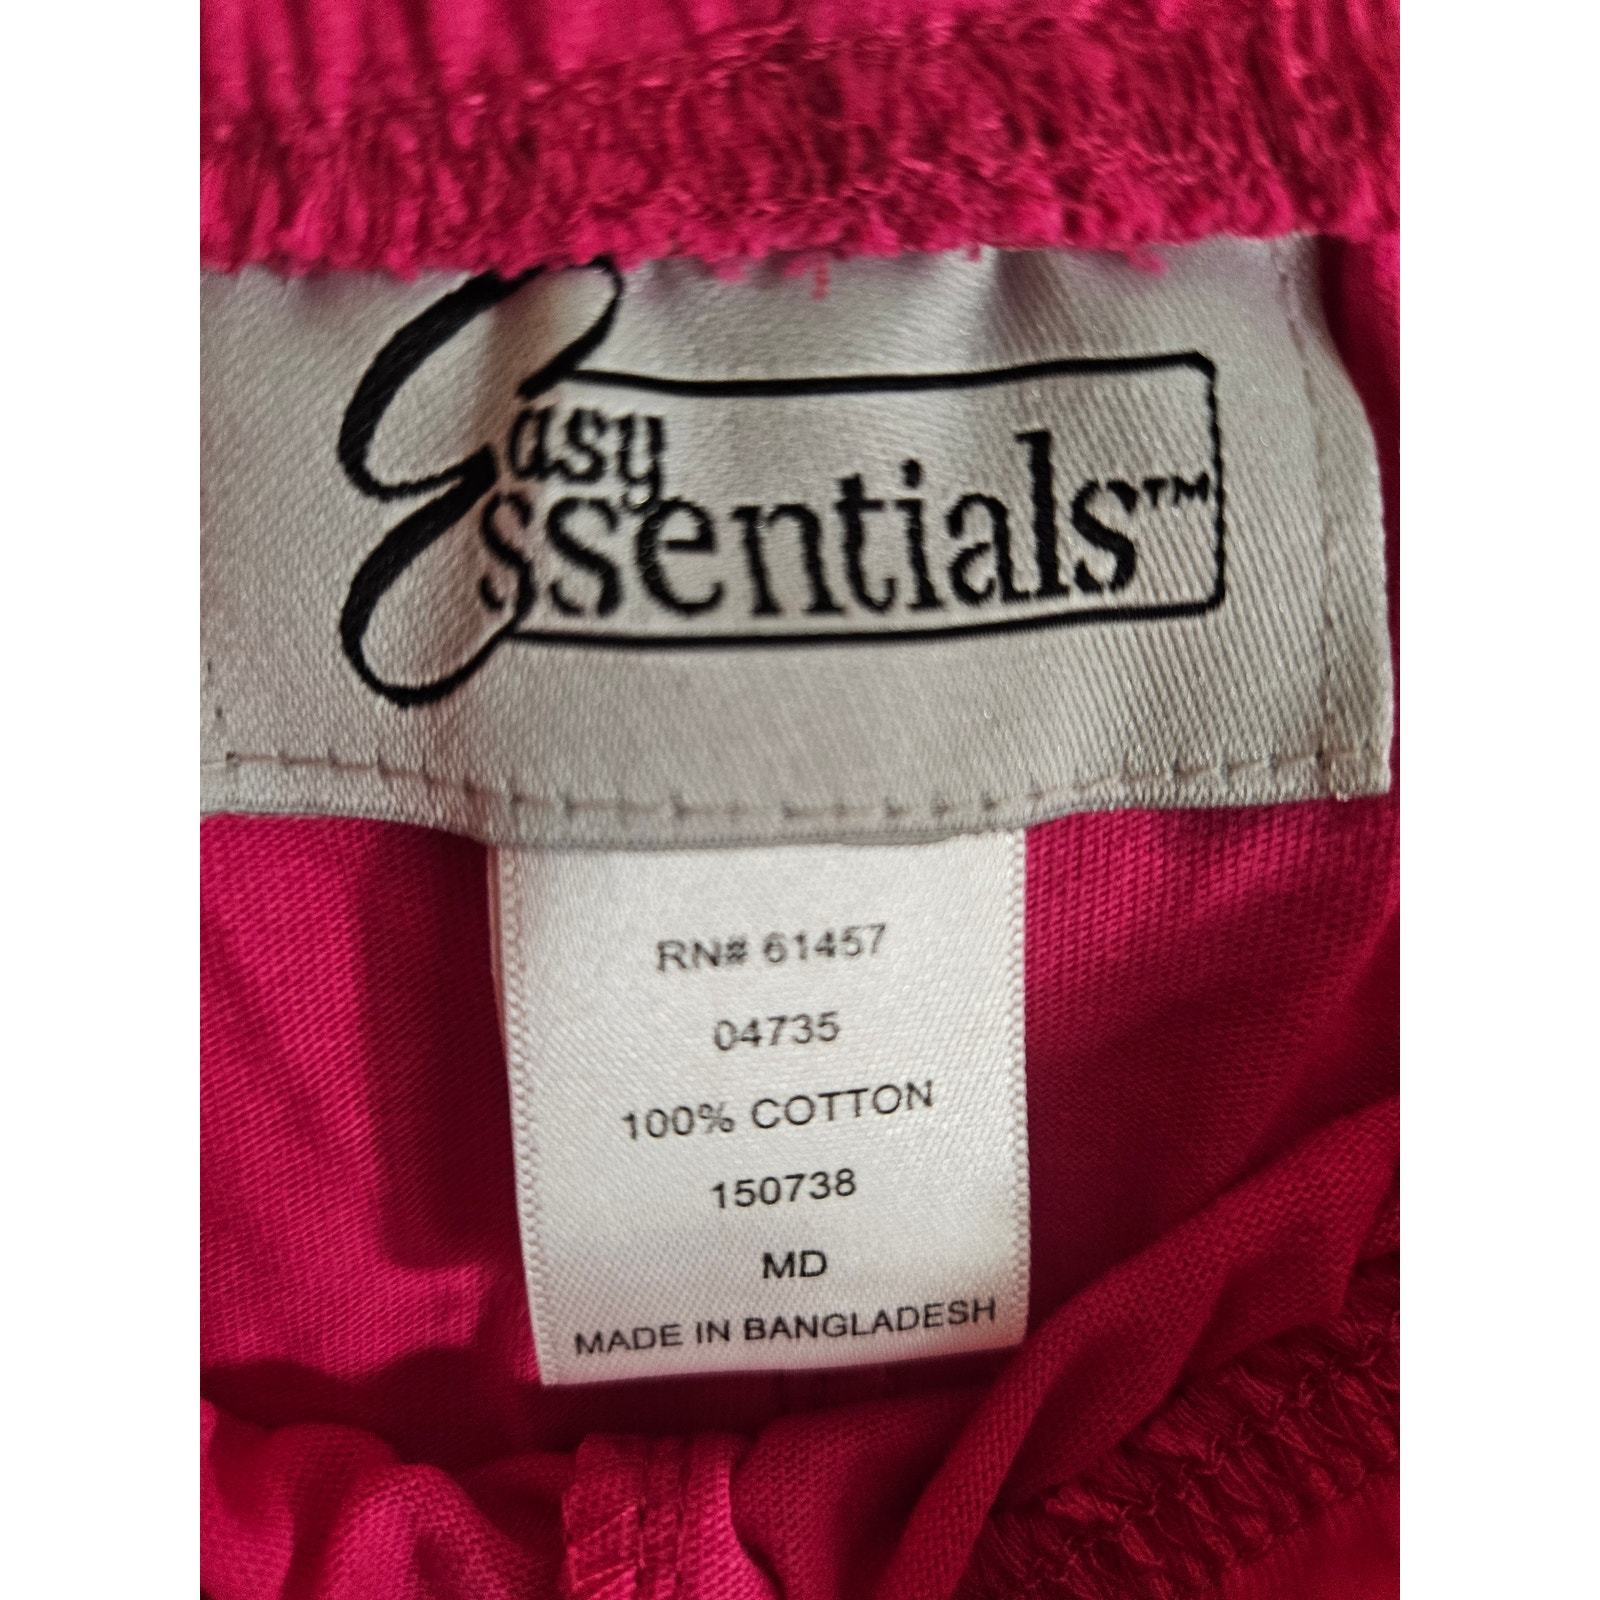 Easy
Essentials™
RN# 61457
04735
100% COTTON
150738
MD
MADE IN BANGLADESH